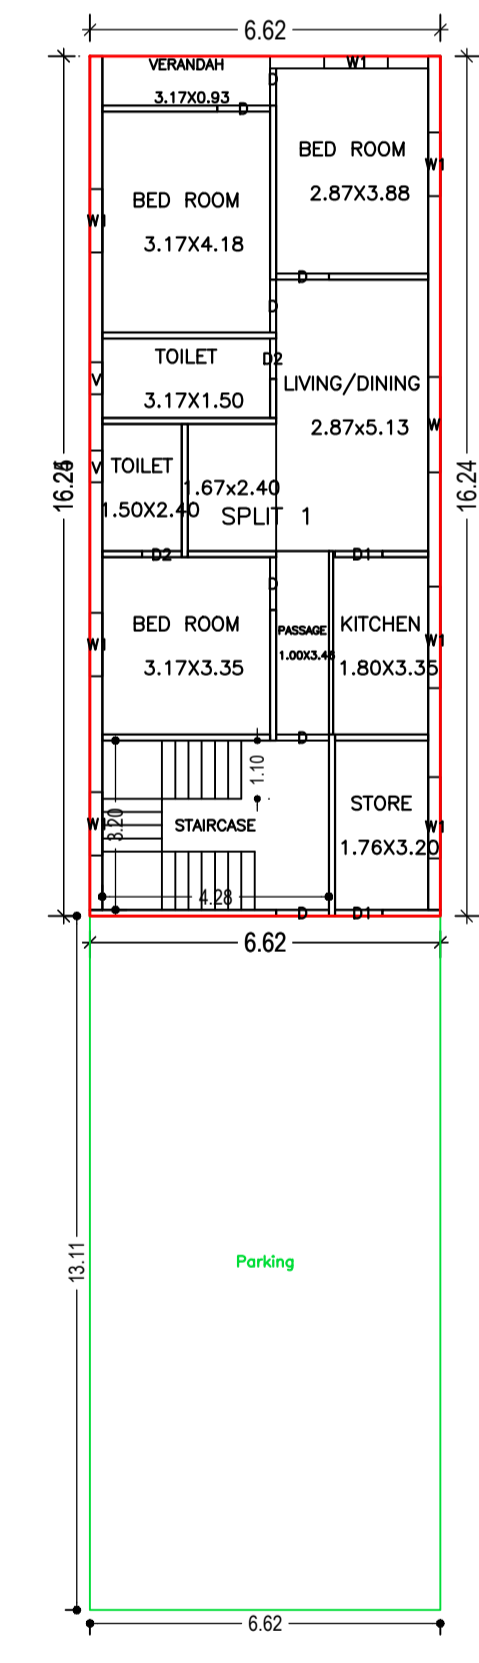 6.62
VERANDAH
3.17X0.93
D
D
W1
BED ROOM
2.87X3.88
W1
BED ROOM
3.17X4.18
W1
D
D
TOILET
3.17X1.50
D2
V
LIVING/DINING
2.87x5.13
W
16.24
TOILET
1.50X2.40
V
1.67x2.40
SPLIT 1
D2
D1
D
BED ROOM
3.17X3.35
W1
PASSAGE
KITCHEN
1.80X3.35
W1
D
1.10
STORE
1.76X3.20
W1
STAIRCASE
3.20
W1
4.28
D
D1
6.62
13.11
Parking
6.62